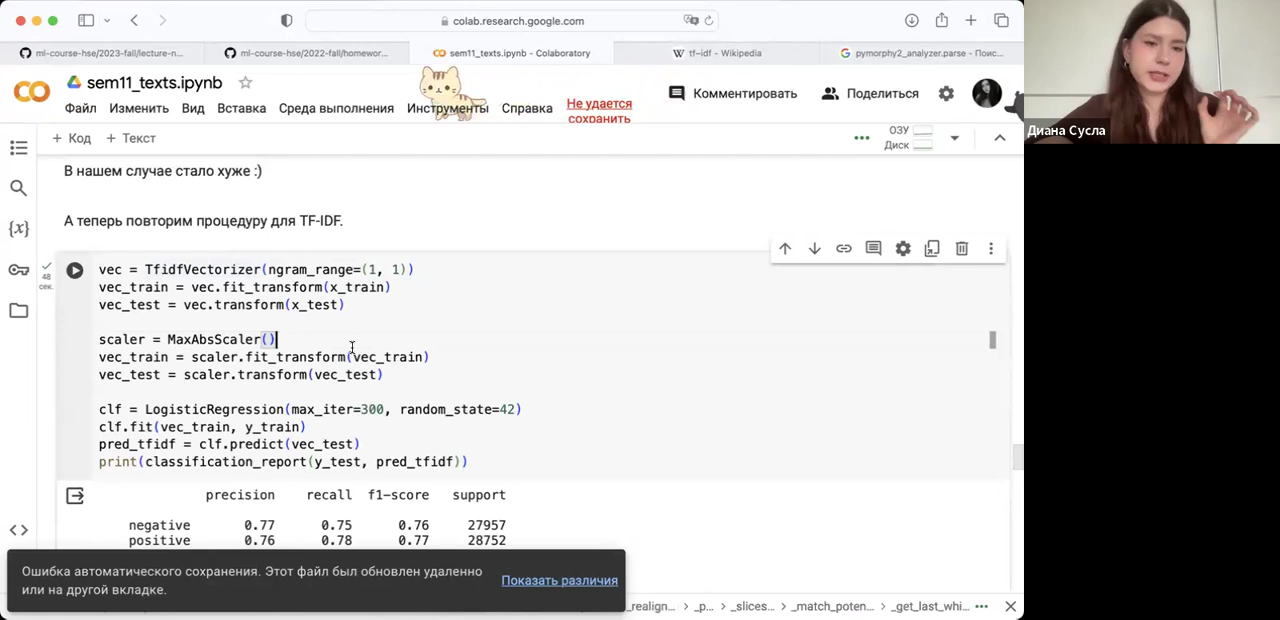 colab.research.google.com
ml-course-hse/2023-fall/lecture-n...
ml-course-hse/2022-fall/homewor...
sem11_texts.ipynb - Colaboratory
tf-idf — Wikipedia
pymorphy2_analyzer.parse - Поис...
sem11_texts.ipynb
Файл Изменить Вид Вставка Среда выполнения Инструменты Справка Не удается сохранить
Комментировать
Поделиться
Диана Сусла
+ Код + Текст
ОЗУ
Диск
В нашем случае стало хуже :)
А теперь повторим процедуру для TF-IDF.
48
сек.
vec = TfidfVectorizer(ngram_range=(1, 1))
vec_train = vec.fit_transform(x_train)
vec_test = vec.transform(x_test)
scaler = MaxAbsScaler()
vec_train = scaler.fit_transform(vec_train)
vec_test = scaler.transform(vec_test)
clf = LogisticRegression(max_iter=300, random_state=42)
clf.fit(vec_train, y_train)
pred_tfidf = clf.predict(vec_test)
print(classification_report(y_test, pred_tfidf))
precision recall f1-score support
negative 0.77 0.75 0.76 27957
positive 0.76 0.78 0.77 28752
Ошибка автоматического сохранения. Этот файл был обновлен удаленно
или на другой вкладке.
Показать различия
_realign... > _p... > _slices... > _match_poten... > _get_last_whi...